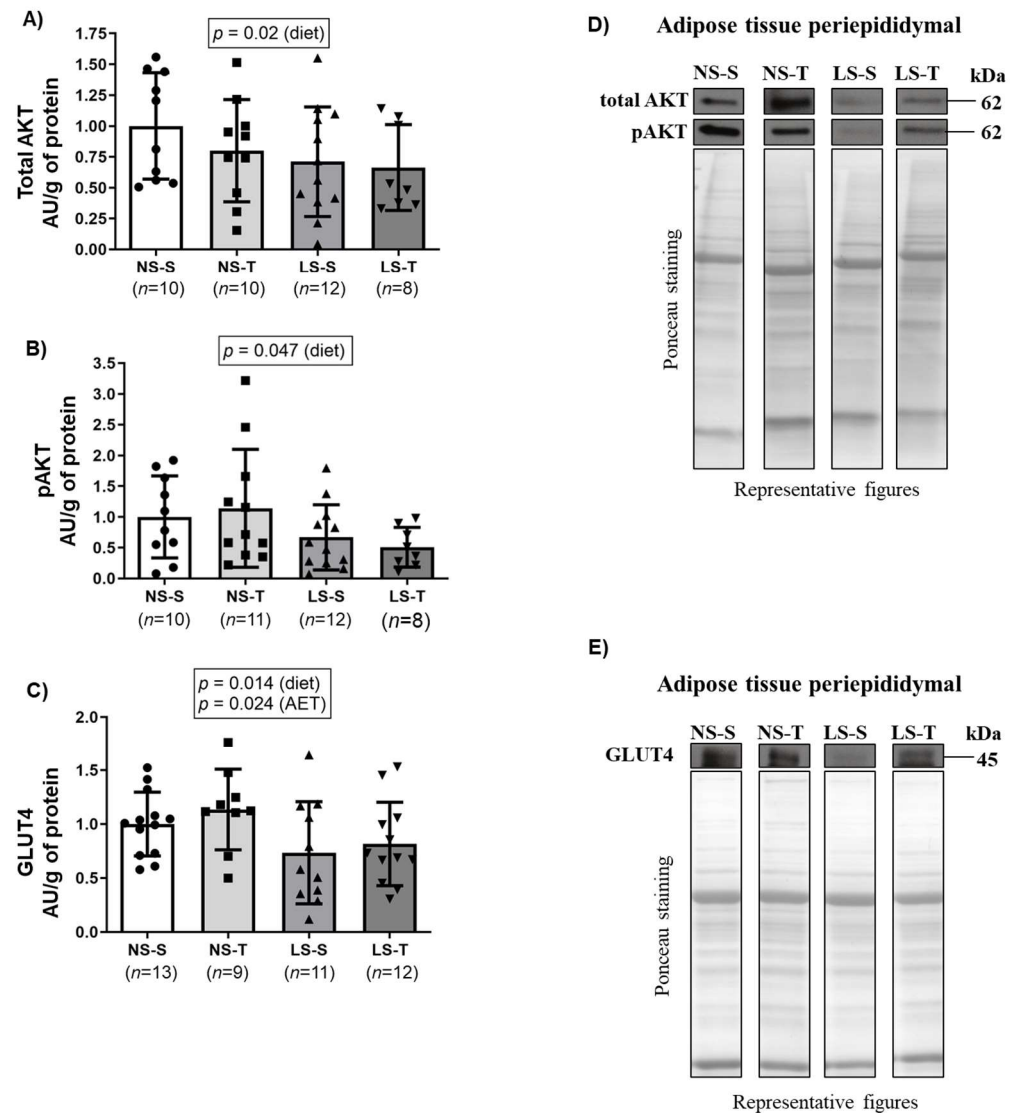 A)
p = 0.02 (diet)
Total AKT
AU/g of protein
1.75
1.50
1.25
1.00
0.75
0.50
0.25
0.00
NS-S NS-T LS-S LS-T
(n=10) (n=10) (n=12) (n=8)
B)
p = 0.047 (diet)
pAKT
AU/g of protein
3.5
3.0
2.5
2.0
1.5
1.0
0.5
0.0
NS-S NS-T LS-S LS-T
(n=10) (n=11) (n=12) (n=8)
C)
p = 0.014 (diet)
p = 0.024 (AET)
GLUT4
AU/g of protein
2.0
1.5
1.0
0.5
0.0
NS-S NS-T LS-S LS-T
(n=13) (n=9) (n=11) (n=12)
D)
Adipose tissue periepididymal
NS-S NS-T LS-S LS-T kDa
total AKT 62
pAKT 62
Ponceau staining
Representative figures
E)
Adipose tissue periepididymal
NS-S NS-T LS-S LS-T kDa
GLUT4 45
Ponceau staining
Representative figures